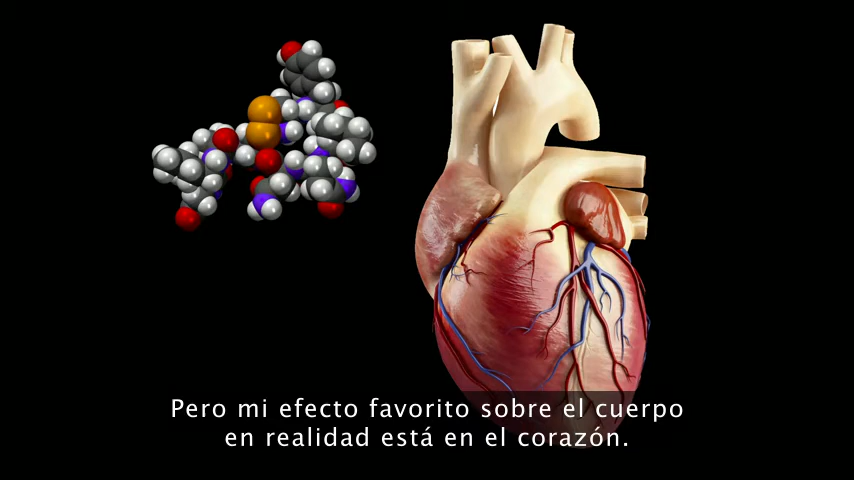 Pero mi efecto favorito sobre el cuerpo
en realidad está en el corazón.